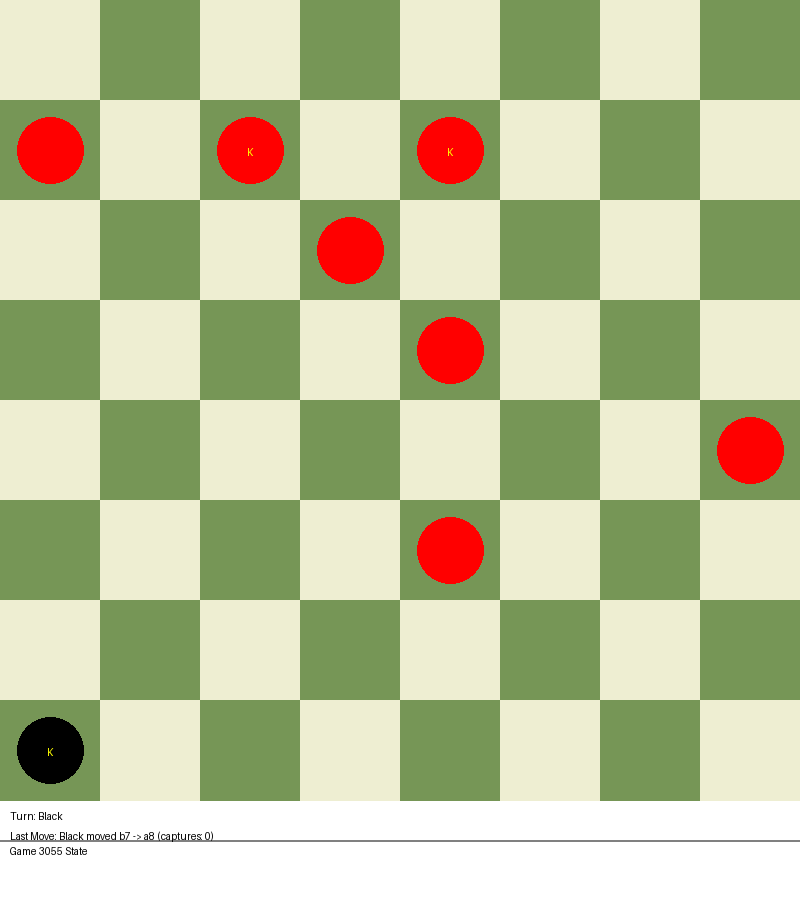 K K
K
Turn: Black
Last Move: Black moved b7 -> a8 (captures: 0)
Game 3055 State